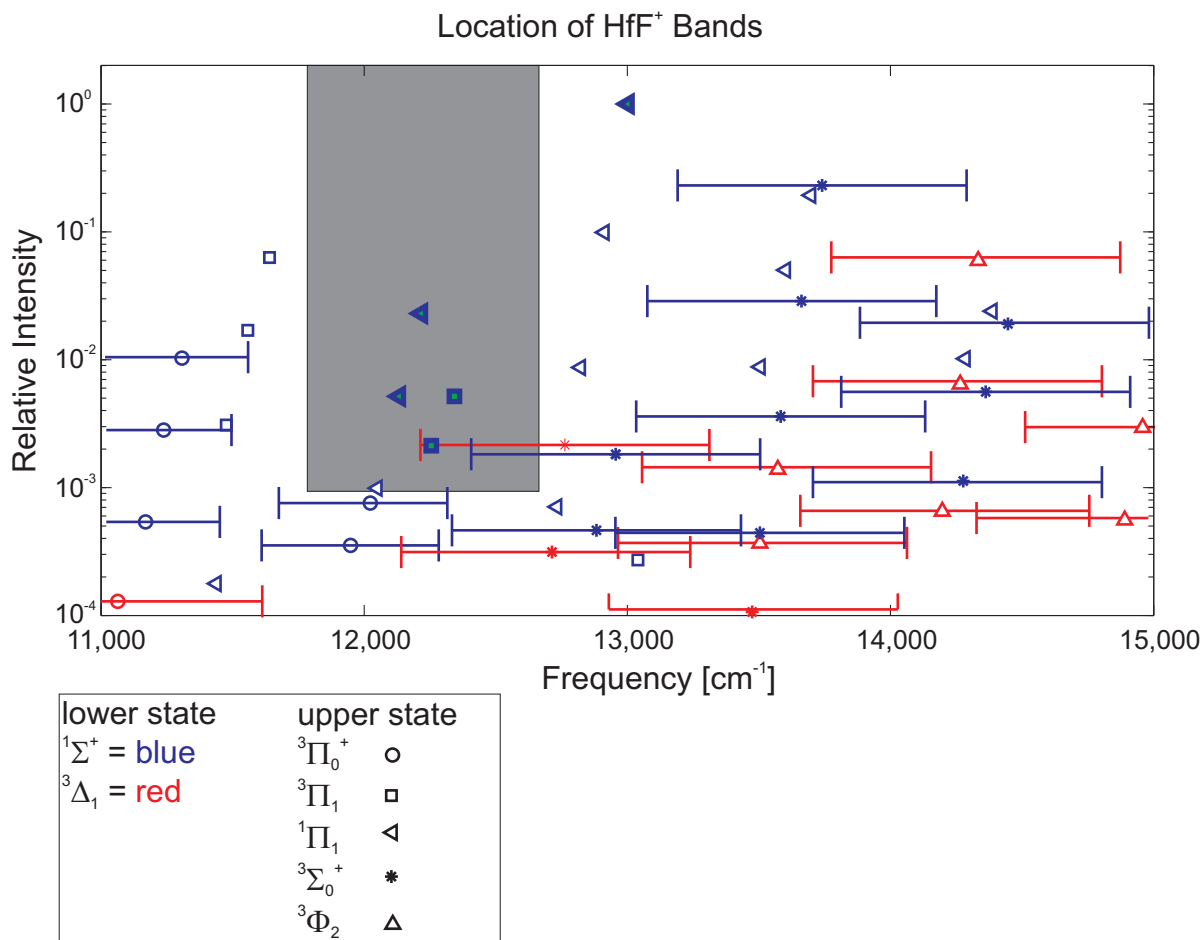 Location of HfF⁺ Bands
Relative Intensity
10⁰
10⁻¹
10⁻²
10⁻³
10⁻⁴
11,000 12,000 13,000 14,000 15,000
Frequency [cm⁻¹]
lower state
¹Σ⁺ = blue
³Δ₁ = red
upper state
³Π₀⁺
³Π₁
¹Π₁
³Σ₀⁺
³Φ₂